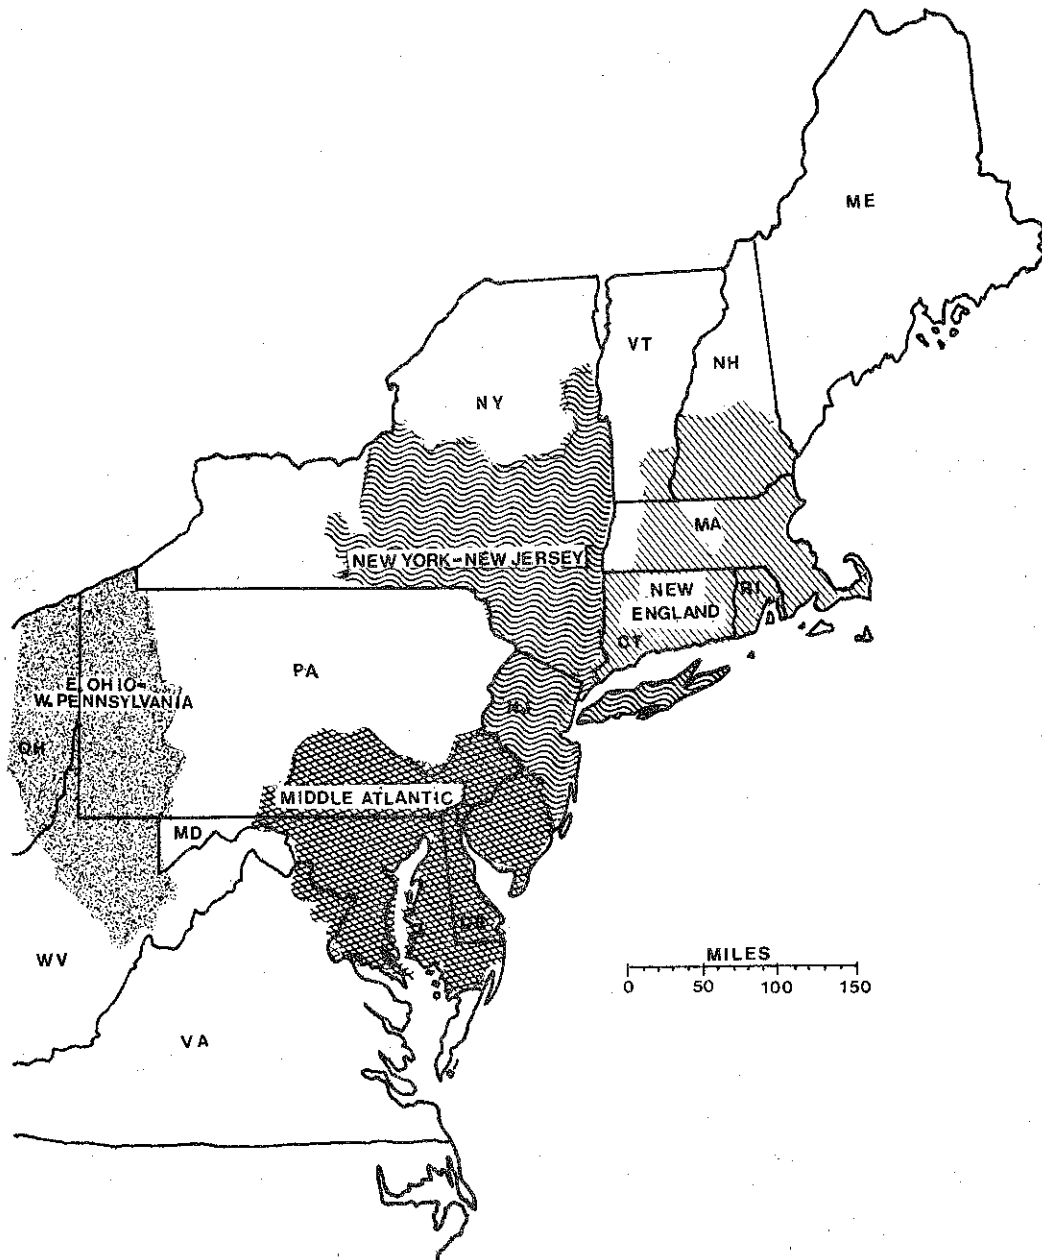 ME
VT
NH
NY
MA
NEW YORK-NEW JERSEY
NEW
ENGLAND
RI
CT
PA
E. OHIO-
W. PENNSYLVANIA
NJ
OH
MIDDLE ATLANTIC
MD
DE
WV
MILES
0 50 100 150
VA